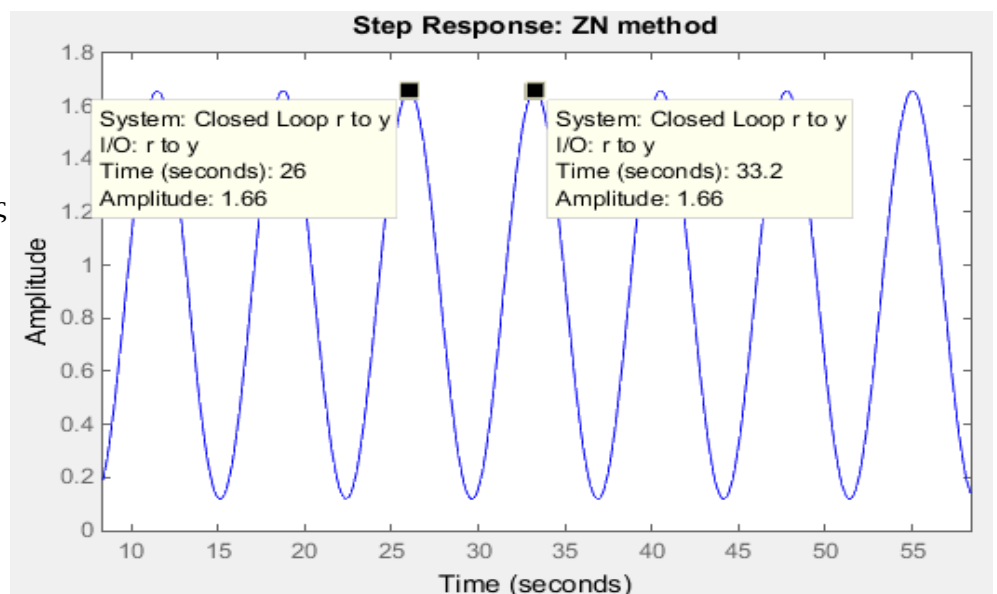 Step Response: ZN method
1.8
1.6
1.4
1.2
1
0.8
0.6
0.4
0.2
0
Amplitude
System: Closed Loop r to y
I/O: r to y
Time (seconds): 26
Amplitude: 1.66
System: Closed Loop r to y
I/O: r to y
Time (seconds): 33.2
Amplitude: 1.66
10 15 20 25 30 35 40 45 50 55
Time (seconds)